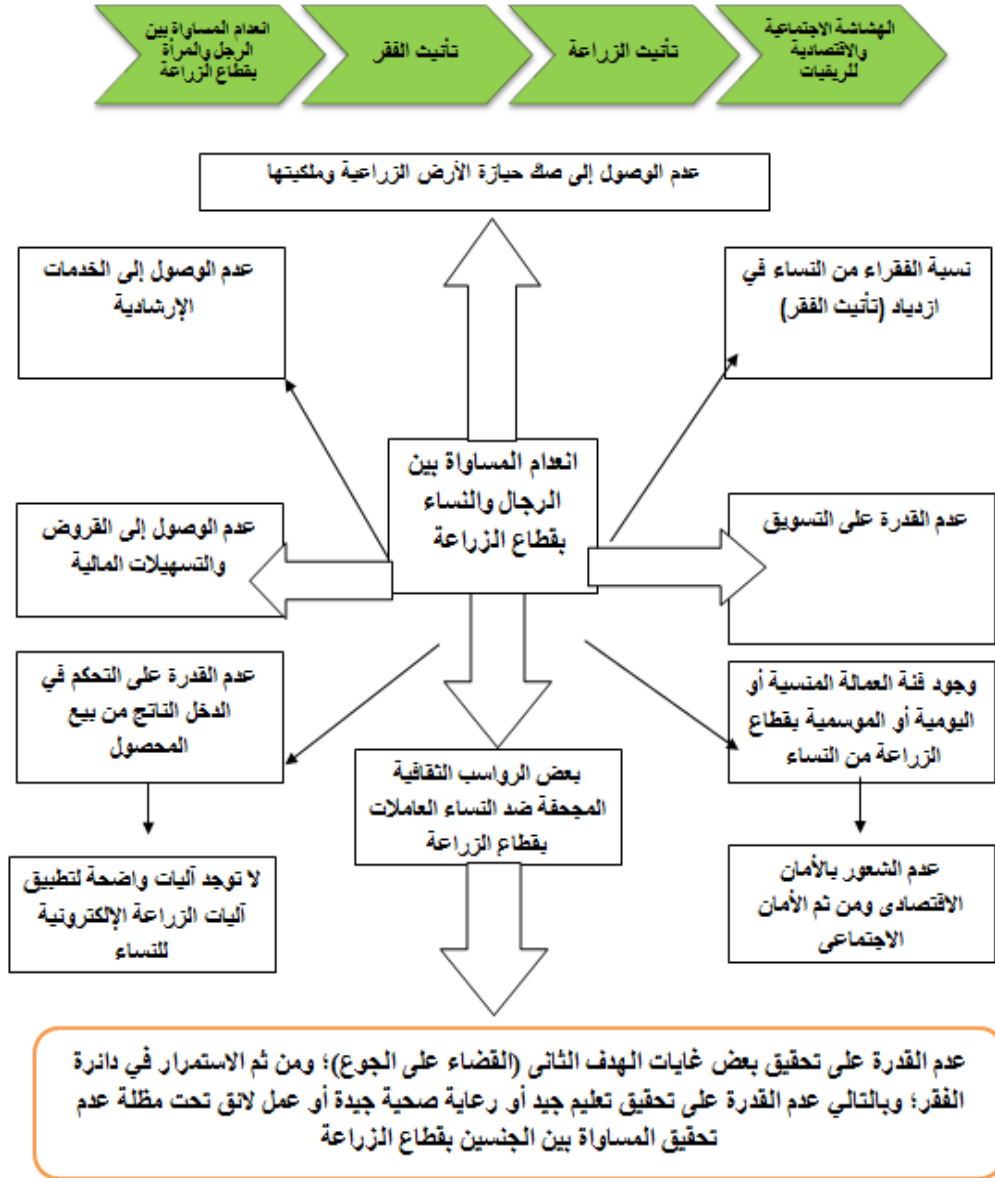 الهشاشة الاجتماعية
والاقتصادية
للريفيات
تأنيث الزراعة
تأنيث الفقر
انعدام المساواة بين
الرجل والمرأة
بقطاع الزراعة
عدم الوصول إلى صك حيازة الأرض الزراعية وملكيتها
نسبة الفقراء من النساء في
ازدياد (تأنيث الفقر)
عدم الوصول إلى الخدمات
الإرشادية
انعدام المساواة بين
الرجال والنساء
بقطاع الزراعة
عدم القدرة على التسويق
عدم الوصول إلى القروض
والتسهيلات المالية
وجود فئة العمالة المنسية أو
اليومية أو الموسمية بقطاع
الزراعة من النساء
عدم القدرة على التحكم في
الدخل الناتج من بيع
المحصول
بعض الرواسب الثقافية
المجحفة ضد النساء العاملات
بقطاع الزراعة
عدم الشعور بالأمان
الاقتصادى ومن ثم الأمان
الاجتماعى
لا توجد آليات واضحة لتطبيق
آليات الزراعة الإلكترونية
للنساء
عدم القدرة على تحقيق بعض غايات الهدف الثانى (القضاء على الجوع)؛ ومن ثم الاستمرار في دائرة
الفقر؛ وبالتالي عدم القدرة على تحقيق تعليم جيد أو رعاية صحية جيدة أو عمل لائق تحت مظلة عدم
تحقيق المساواة بين الجنسين بقطاع الزراعة